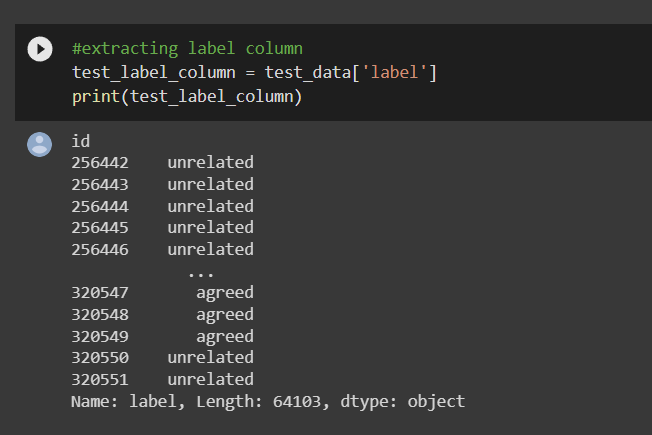 #extracting label column
test_label_column = test_data['label']
print(test_label_column)
id
256442    unrelated
256443    unrelated
256444    unrelated
256445    unrelated
256446    unrelated
            ...
320547       agreed
320548       agreed
320549       agreed
320550    unrelated
320551    unrelated
Name: label, Length: 64103, dtype: object